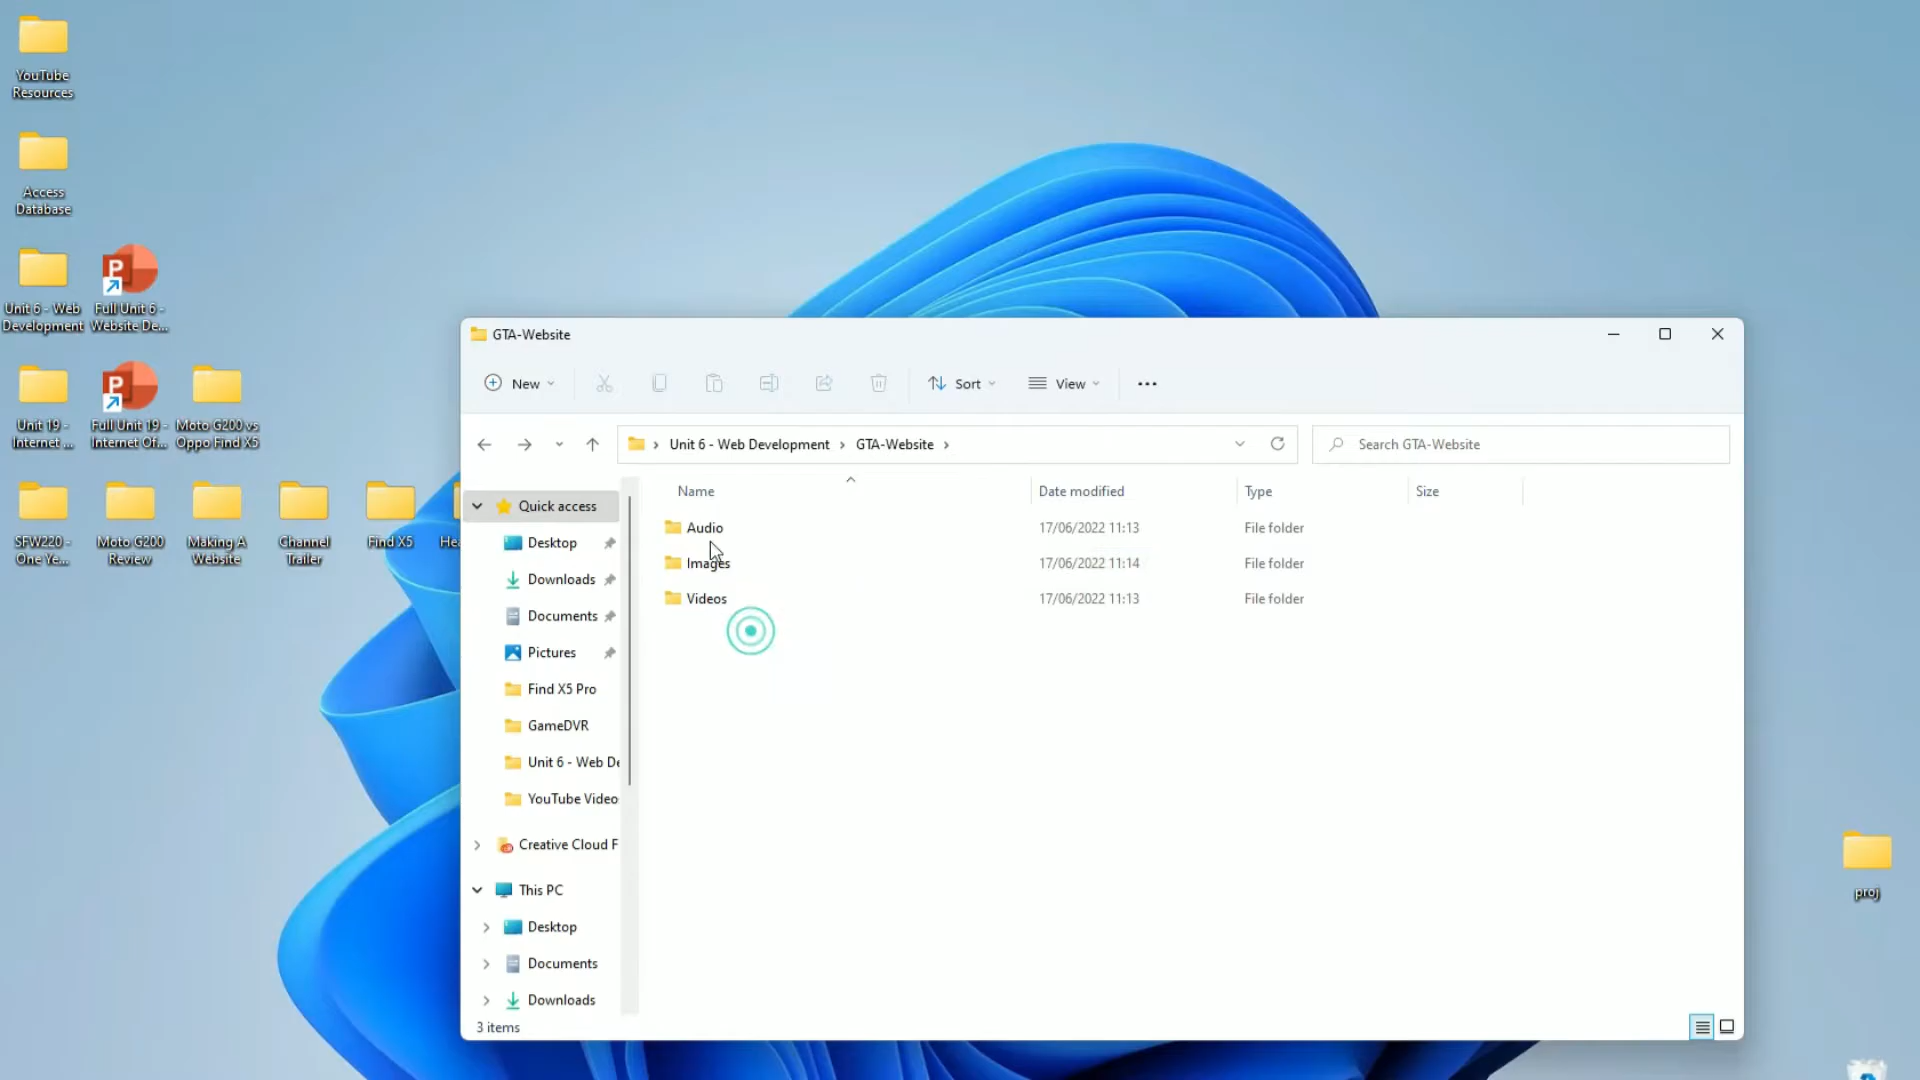 YouTube
Resources
Access
Database
Unit 6 - Web
Development
Full Unit 6 -
Website De...
Unit 19 -
Internet ...
Full Unit 19 -
Internet Of...
Moto G200 vs
Oppo Find X5
SFW220 -
One Ye...
Moto G200
Review
Making A
Website
Channel
Trailer
Find X5
He
GTA-Website
New
Sort
View
Unit 6 - Web Development
GTA-Website
Search GTA-Website
Name
Date modified
Type
Size
Audio
17/06/2022 11:13
File folder
Images
17/06/2022 11:14
File folder
Videos
17/06/2022 11:13
File folder
Quick access
Desktop
Downloads
Documents
Pictures
Find X5 Pro
GameDVR
Unit 6 - Web De
YouTube Video
Creative Cloud F
This PC
Desktop
Documents
Downloads
3 items
proj